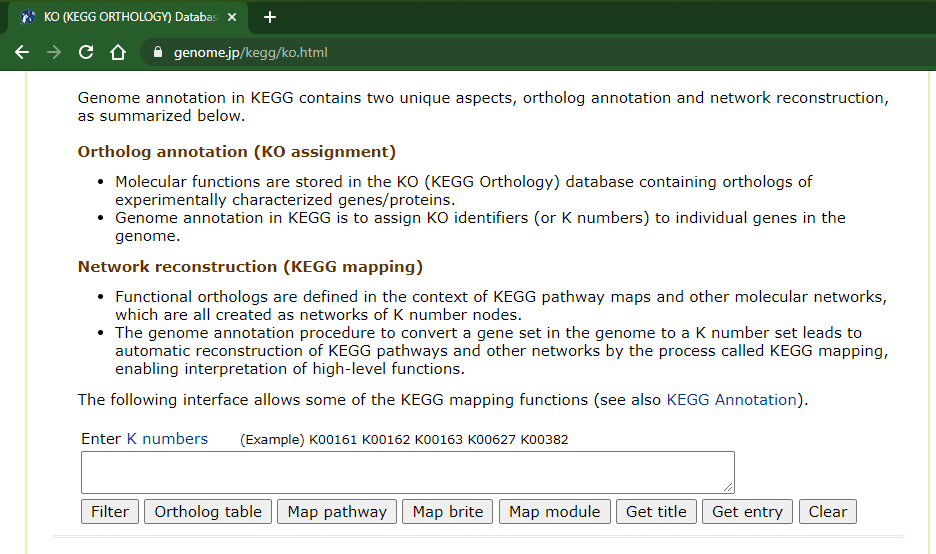 KO (KEGG ORTHOLOGY) Databas
genome.jp/kegg/ko.html
Genome annotation in KEGG contains two unique aspects, ortholog annotation and network reconstruction,
as summarized below.
Ortholog annotation (KO assignment)
• Molecular functions are stored in the KO (KEGG Orthology) database containing orthologs of
experimentally characterized genes/proteins.
• Genome annotation in KEGG is to assign KO identifiers (or K numbers) to individual genes in the
genome.
Network reconstruction (KEGG mapping)
• Functional orthologs are defined in the context of KEGG pathway maps and other molecular networks,
which are all created as networks of K number nodes.
• The genome annotation procedure to convert a gene set in the genome to a K number set leads to
automatic reconstruction of KEGG pathways and other networks by the process called KEGG mapping,
enabling interpretation of high-level functions.
The following interface allows some of the KEGG mapping functions (see also KEGG Annotation).
Enter K numbers (Example) K00161 K00162 K00163 K00627 K00382
Filter Ortholog table Map pathway Map brite Map module Get title Get entry Clear